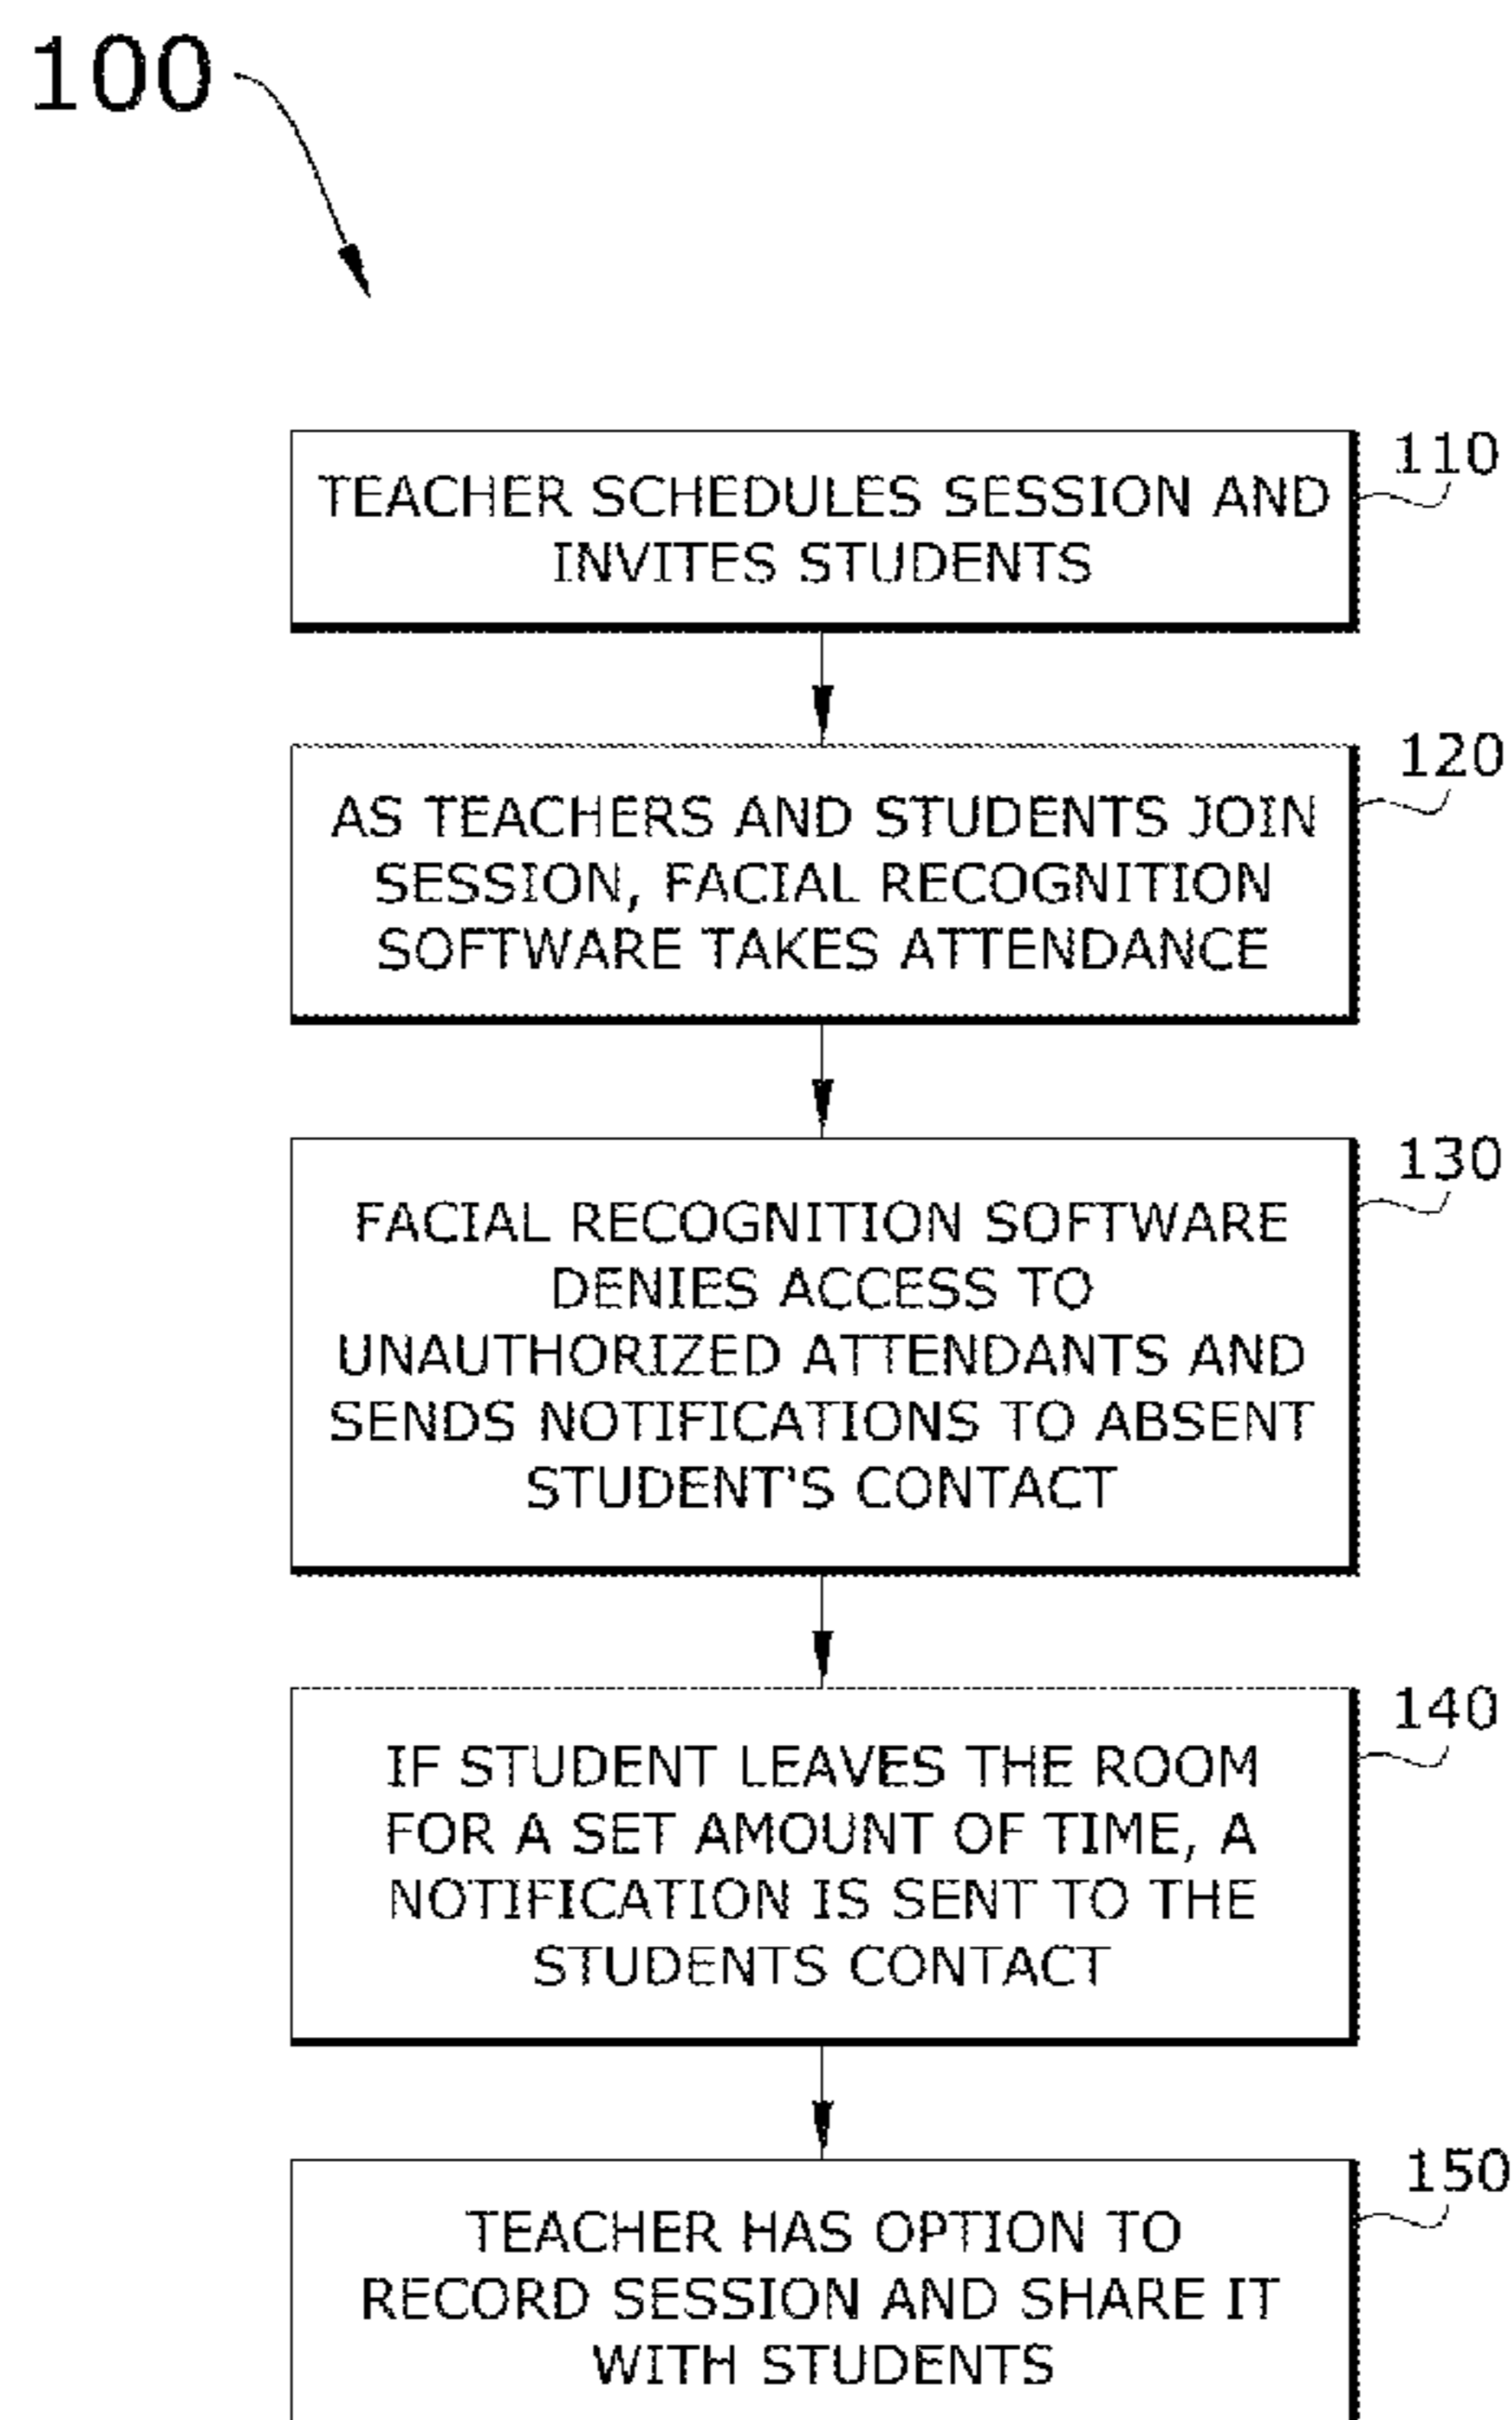 100
110
TEACHER SCHEDULES SESSION AND
INVITES STUDENTS
120
AS TEACHERS AND STUDENTS JOIN
SESSION, FACIAL RECOGNITION
SOFTWARE TAKES ATTENDANCE
130
FACIAL RECOGNITION SOFTWARE
DENIES ACCESS TO
UNAUTHORIZED ATTENDANTS AND
SENDS NOTIFICATIONS TO ABSENT
STUDENT'S CONTACT
140
IF STUDENT LEAVES THE ROOM
FOR A SET AMOUNT OF TIME, A
NOTIFICATION IS SENT TO THE
STUDENTS CONTACT
150
TEACHER HAS OPTION TO
RECORD SESSION AND SHARE IT
WITH STUDENTS